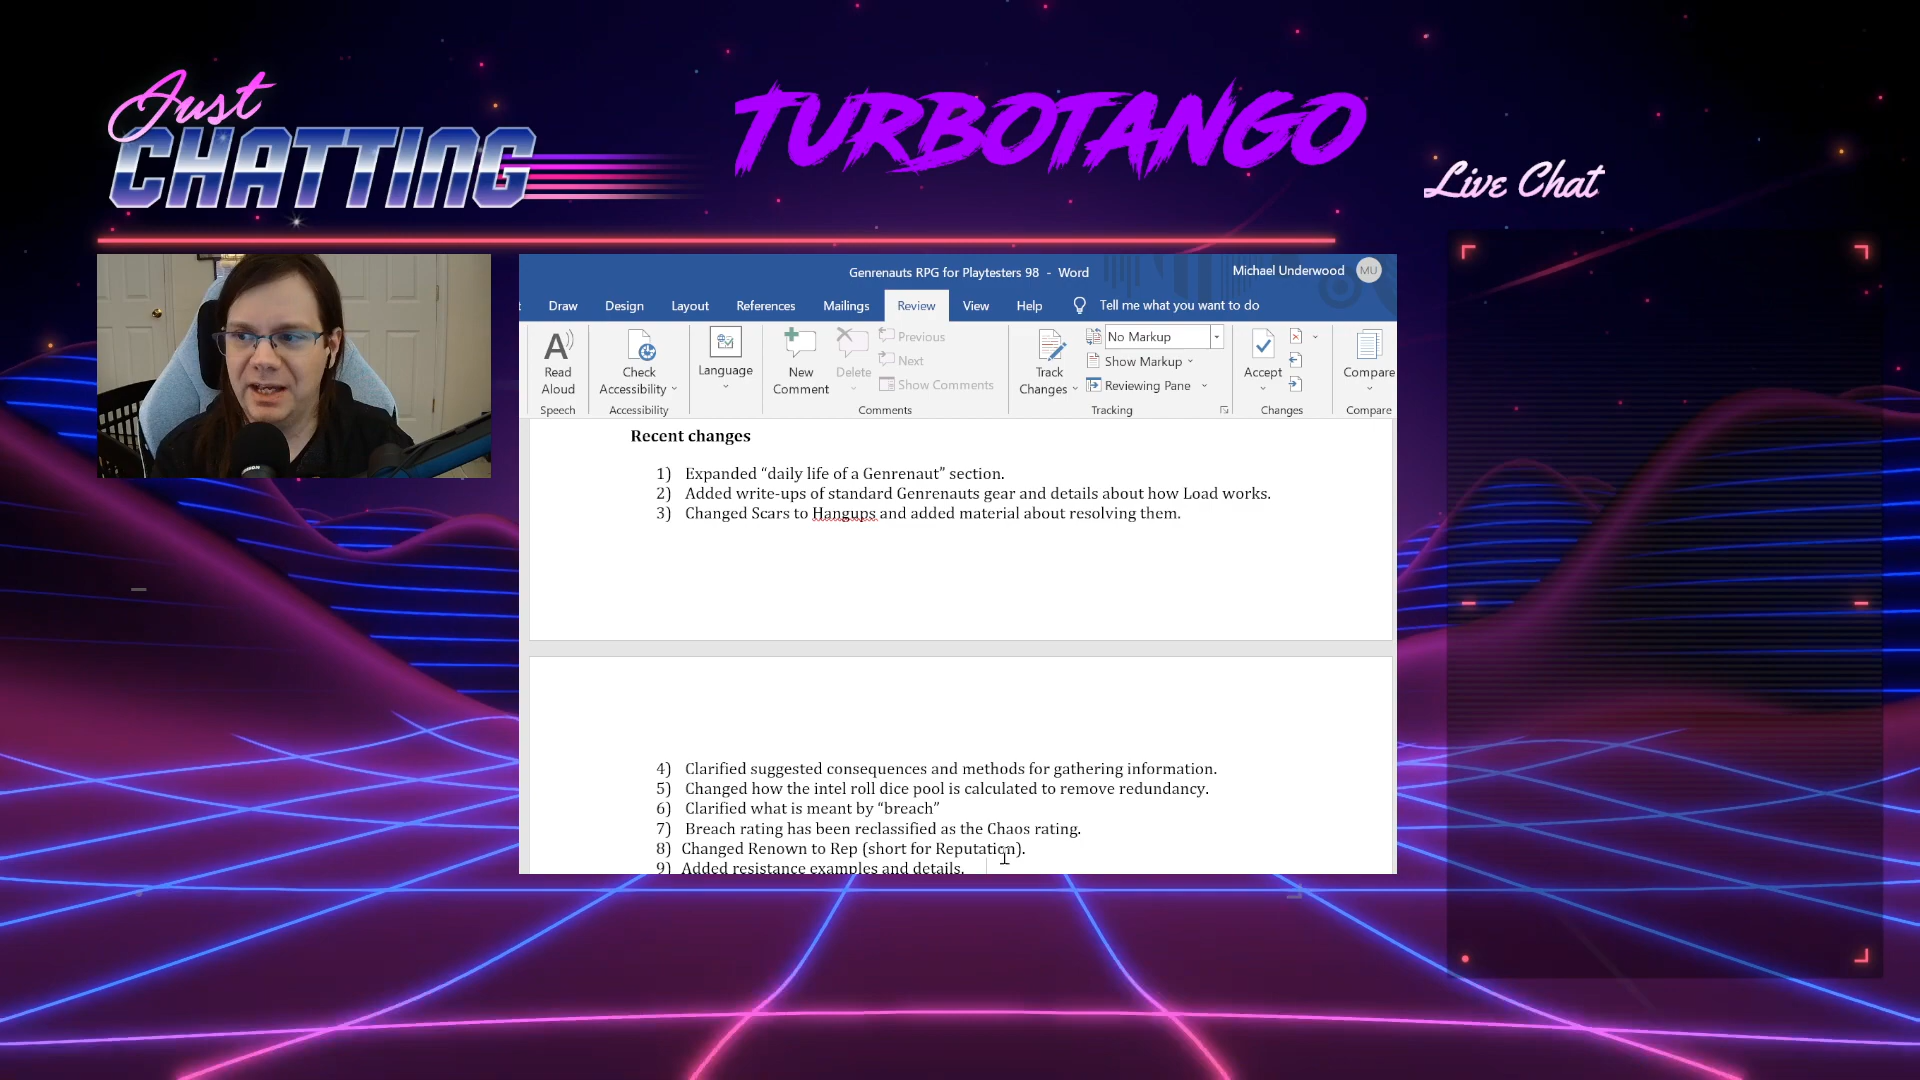 Just
CHATTING
TURBOTANGO
Live Chat
Genrenauts RPG for Playtesters 98 - Word
Michael Underwood
MU
Draw
Design
Layout
References
Mailings
Review
View
Help
Tell me what you want to do
Read Aloud
Speech
Check Accessibility
Accessibility
Language
New Comment
Delete
Previous
Next
Show Comments
Comments
Track Changes
No Markup
Show Markup
Reviewing Pane
Tracking
Accept
Changes
Compare
Compare
Recent changes
1) Expanded “daily life of a Genrenaut” section.
2) Added write-ups of standard Genrenauts gear and details about how Load works.
3) Changed Scars to Hangups and added material about resolving them.
4) Clarified suggested consequences and methods for gathering information.
5) Changed how the intel roll dice pool is calculated to remove redundancy.
6) Clarified what is meant by “breach”
7) Breach rating has been reclassified as the Chaos rating.
8) Changed Renown to Rep (short for Reputation).
9) Added resistance examples and details.